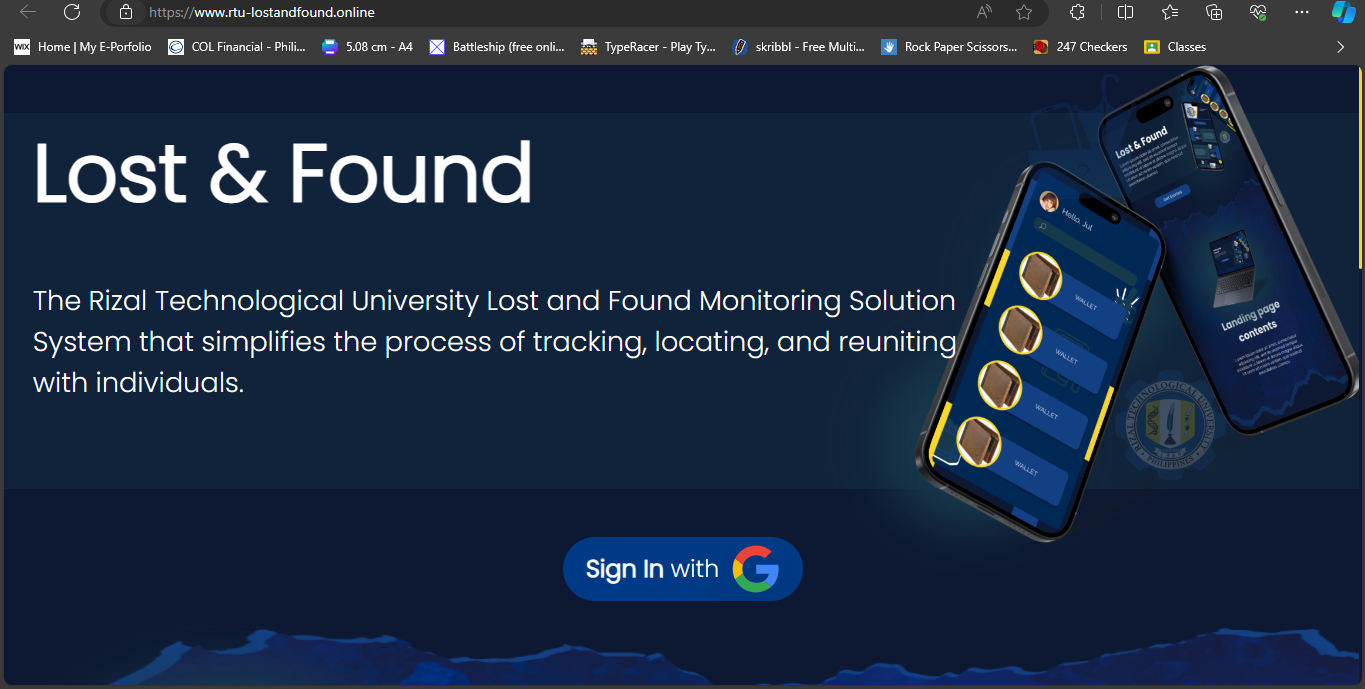 https://www.rtu-lostandfound.online
Home | My E-Porfolio
COL Financial - Phili...
5.08 cm - A4
Battleship (free onli...
TypeRacer - Play Ty...
skribbl - Free Multi...
Rock Paper Scissors...
247 Checkers
Classes
Lost & Found
The Rizal Technological University Lost and Found Monitoring Solution
System that simplifies the process of tracking, locating, and reuniting
with individuals.
Sign In with
Hello, Jul
WALLET
WALLET
WALLET
WALLET
Lost & Found
Get Started
Landing page
contents
RIZAL TECHNOLOGICAL UNIVERSITY
PHILIPPINES